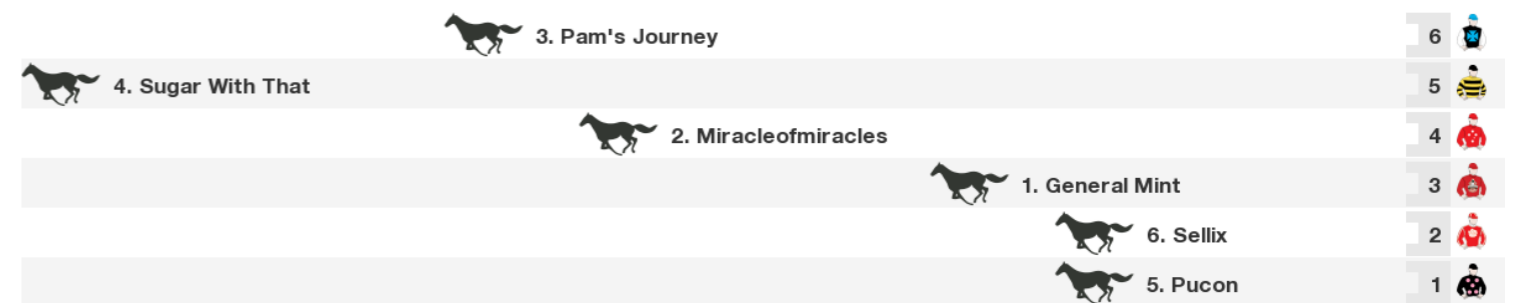 3. Pam's Journey 6
4. Sugar With That 5
2. Miracleofmiracles 4
1. General Mint 3
6. Sellix 2
5. Pucon 1